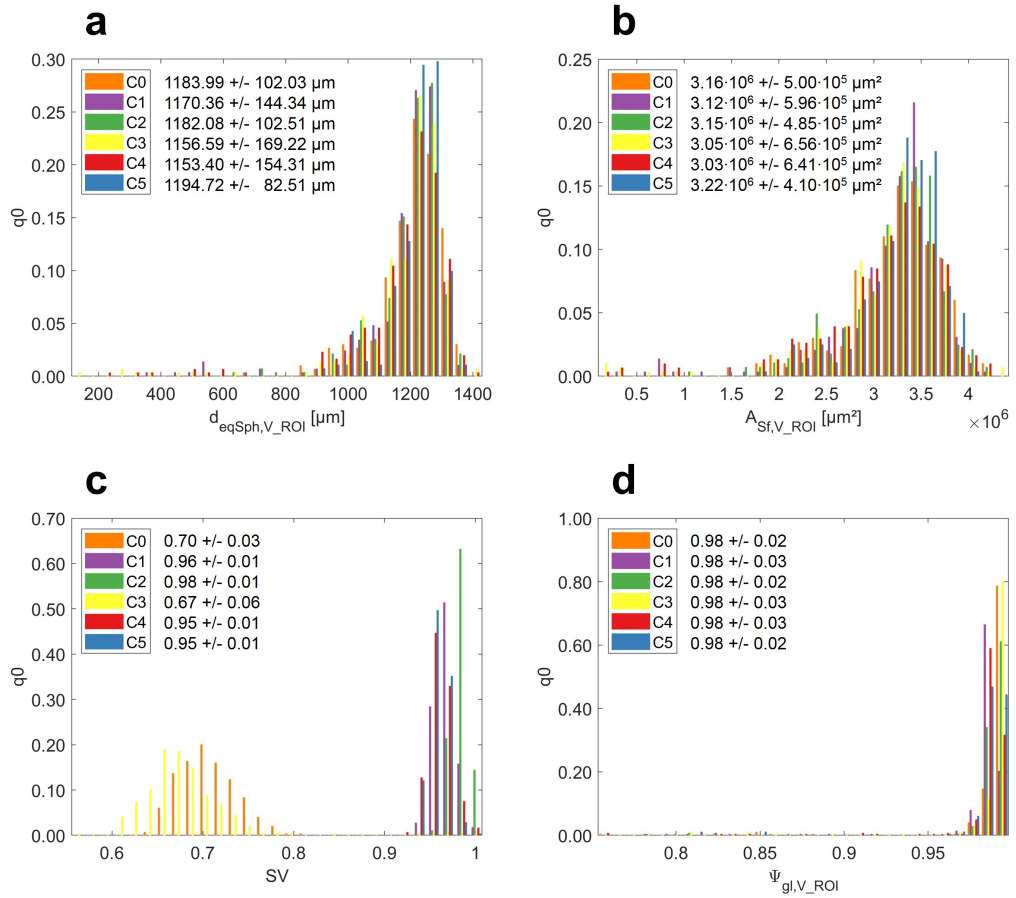 a
0.30
0.25
0.20
0.15
0.10
0.05
0.00
q0
C0 1183.99 +/- 102.03 µm
C1 1170.36 +/- 144.34 µm
C2 1182.08 +/- 102.51 µm
C3 1156.59 +/- 169.22 µm
C4 1153.40 +/- 154.31 µm
C5 1194.72 +/- 82.51 µm
200 400 600 800 1000 1200 1400
d_eqSph,V_ROI [µm]
b
0.25
0.20
0.15
0.10
0.05
0.00
q0
C0 3.16·10⁶ +/- 5.00·10⁵ µm²
C1 3.12·10⁶ +/- 5.96·10⁵ µm²
C2 3.15·10⁶ +/- 4.85·10⁵ µm²
C3 3.05·10⁶ +/- 6.56·10⁵ µm²
C4 3.03·10⁶ +/- 6.41·10⁵ µm²
C5 3.22·10⁶ +/- 4.10·10⁵ µm²
0.5 1 1.5 2 2.5 3 3.5 4
A_Sf,V_ROI [µm²]
×10⁶
c
0.70
0.60
0.50
0.40
0.30
0.20
0.10
0.00
q0
C0 0.70 +/- 0.03
C1 0.96 +/- 0.01
C2 0.98 +/- 0.01
C3 0.67 +/- 0.06
C4 0.95 +/- 0.01
C5 0.95 +/- 0.01
0.6 0.7 0.8 0.9 1
SV
d
1.00
0.80
0.60
0.40
0.20
0.00
q0
C0 0.98 +/- 0.02
C1 0.98 +/- 0.03
C2 0.98 +/- 0.02
C3 0.98 +/- 0.03
C4 0.98 +/- 0.03
C5 0.98 +/- 0.02
0.8 0.85 0.9 0.95
Ψ_gl,V_ROI